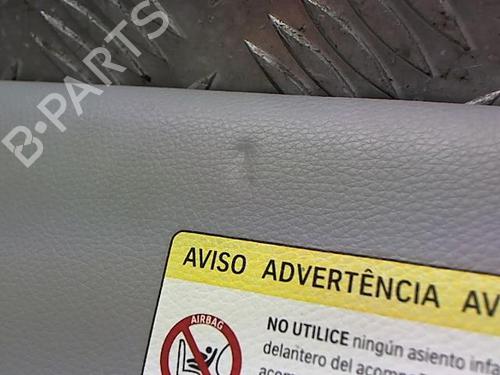 B-PARTS
AVISO ADVERTÊNCIA AV
AIRBAG
NO UTILICE ningún asiento infa
delantero del acompa